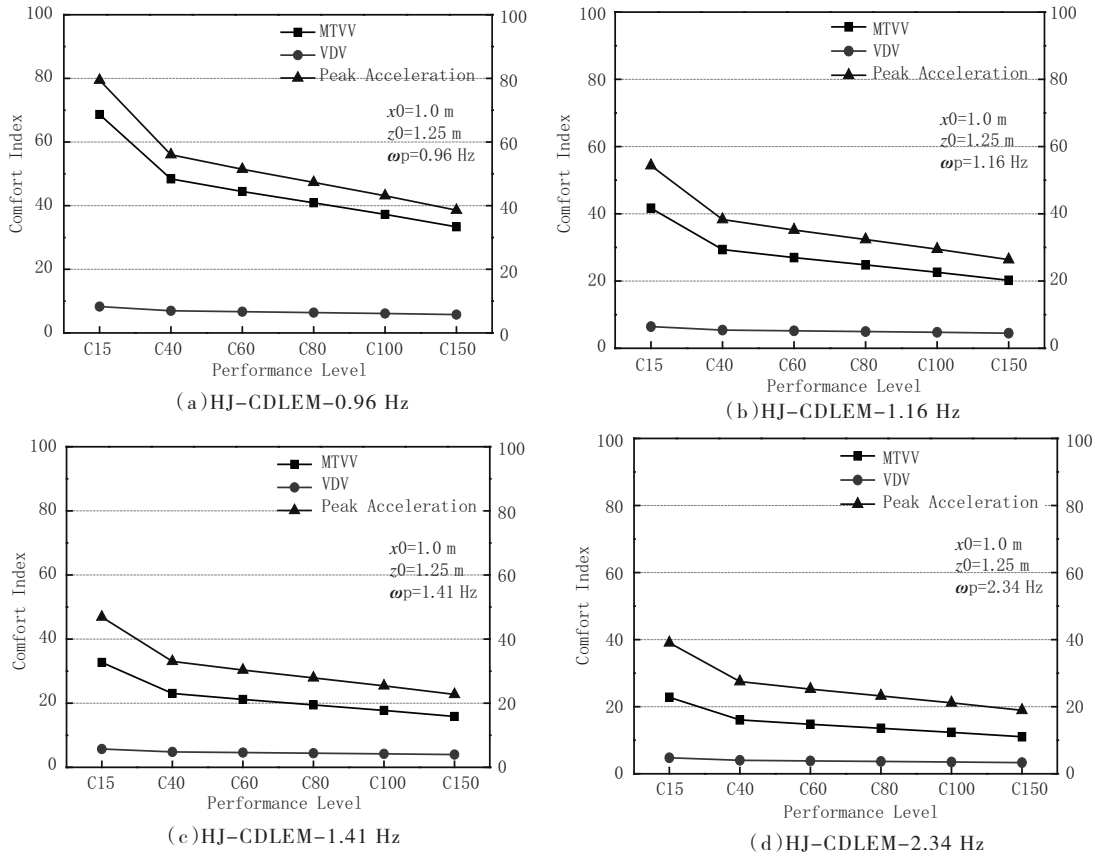 100
80
60
40
20
0
Comfort Index
MTVV
VDV
Peak Acceleration
x0=1.0 m
z0=1.25 m
ωp=0.96 Hz
100
80
60
40
20
0
C15 C40 C60 C80 C100 C150
Performance Level
(a)HJ-CDLEM-0.96 Hz
100
80
60
40
20
0
Comfort Index
MTVV
VDV
Peak Acceleration
x0=1.0 m
z0=1.25 m
ωp=1.16 Hz
100
80
60
40
20
0
C15 C40 C60 C80 C100 C150
Performance Level
(b)HJ-CDLEM-1.16 Hz
100
80
60
40
20
0
Comfort Index
MTVV
VDV
Peak Acceleration
x0=1.0 m
z0=1.25 m
ωp=1.41 Hz
100
80
60
40
20
0
C15 C40 C60 C80 C100 C150
Performance Level
(c)HJ-CDLEM-1.41 Hz
100
80
60
40
20
0
Comfort Index
MTVV
VDV
Peak Acceleration
x0=1.0 m
z0=1.25 m
ωp=2.34 Hz
100
80
60
40
20
0
C15 C40 C60 C80 C100 C150
Performance Level
(d)HJ-CDLEM-2.34 Hz